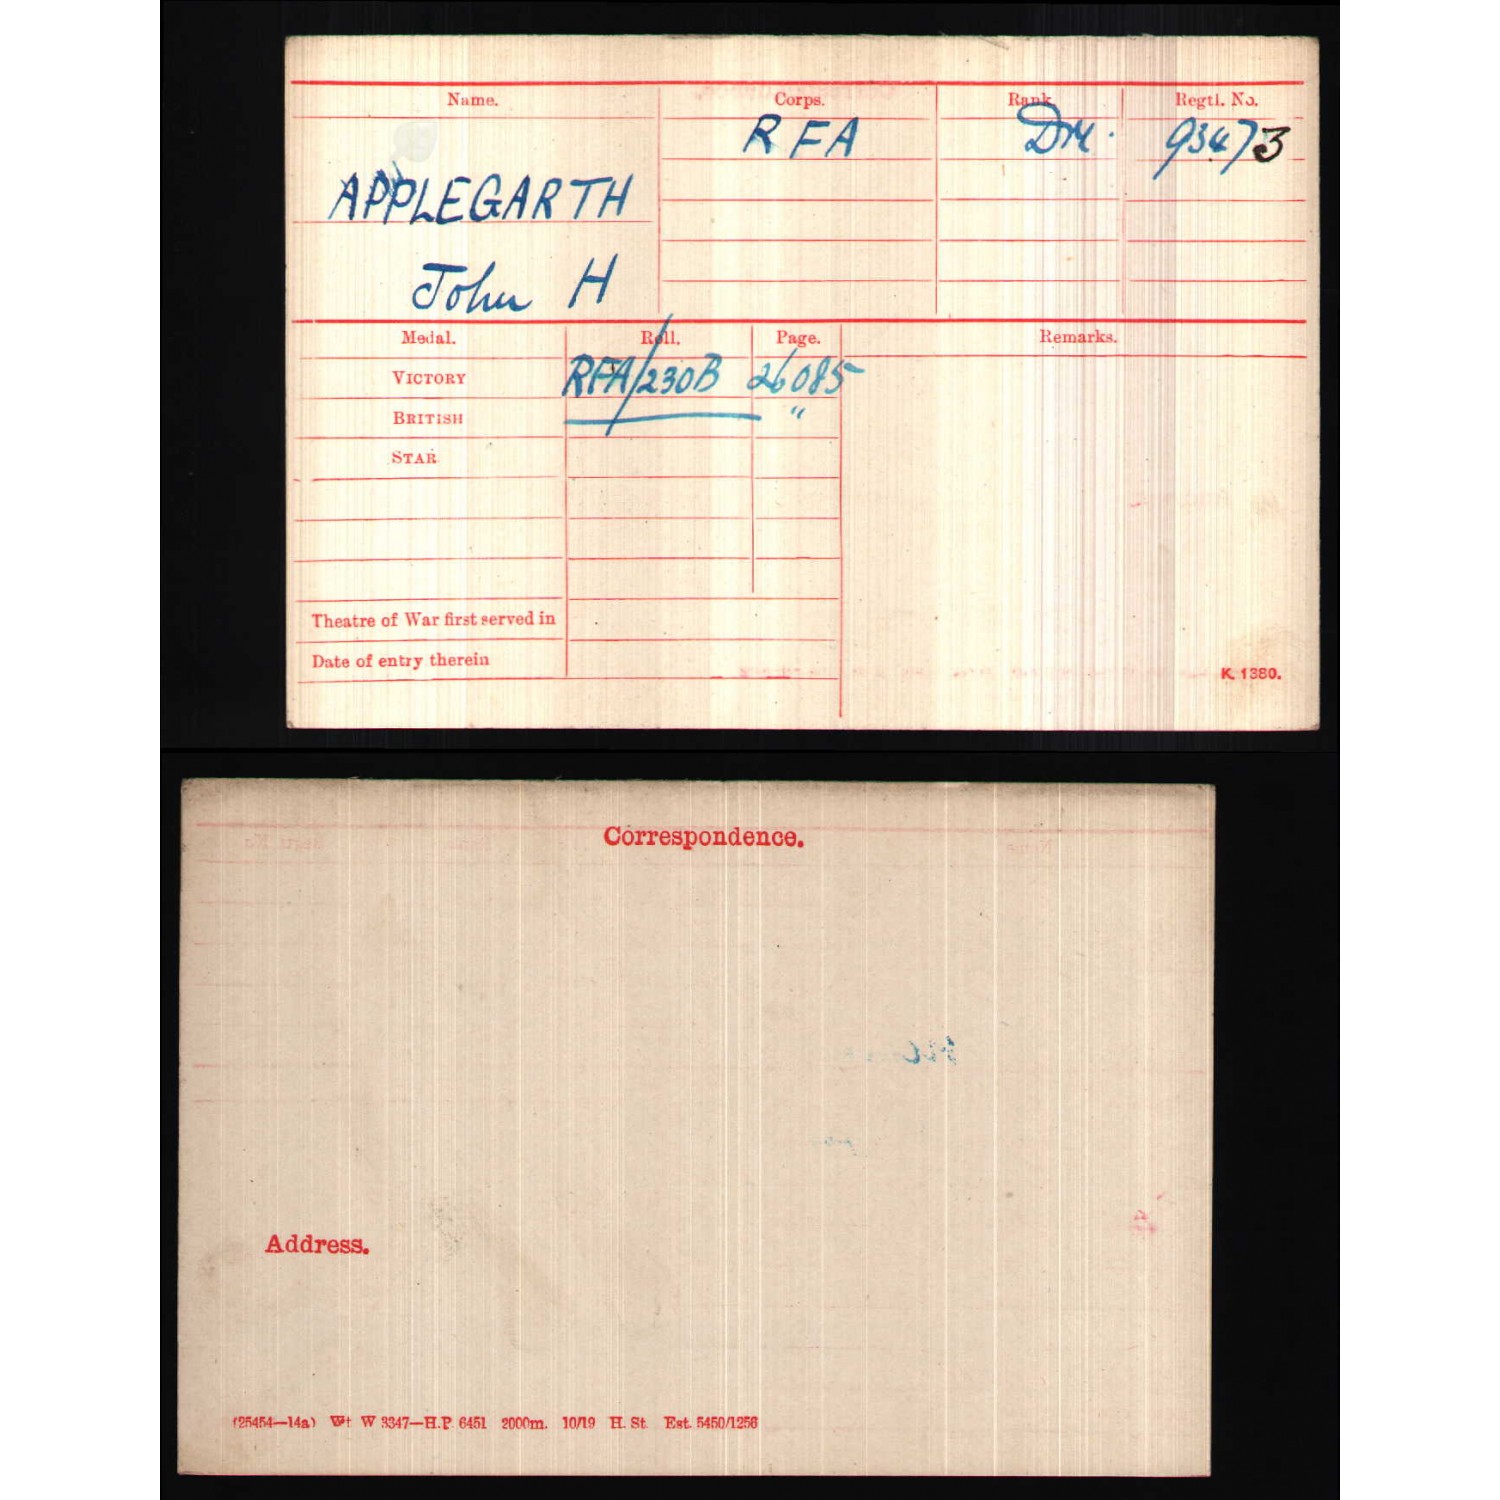 Name. Corps. Rank Regtl. No.
RFA Dr. 93473
APPLEGARTH
John H
Medal. Roll. Page. Remarks.
VICTORY RFA/230B 26085
BRITISH "
STAR
Theatre of War first served in
Date of entry therein
K. 1380.
Correspondence.
Address.
(25454—14a) Wt W 3347—H.P. 6451 2000m. 10/19 H. St. Est. 5450/1256